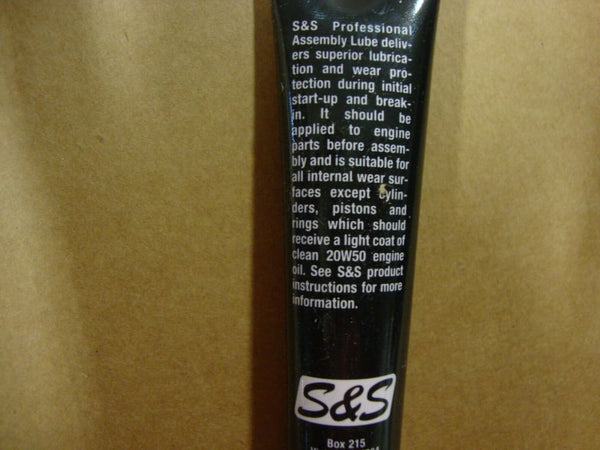 S&S Professional
Assembly Lube deliv-
ers superior lubrica-
tion and wear pro-
tection during initial
start-up and break-
in. It should be
applied to engine
parts before assem-
bly and is suitable for
all internal wear sur-
faces except cylin-
ders, pistons and
rings which should
receive a light coat of
clean 20W50 engine
oil. See S&S product
instructions for more
information.
S&S
Box 215